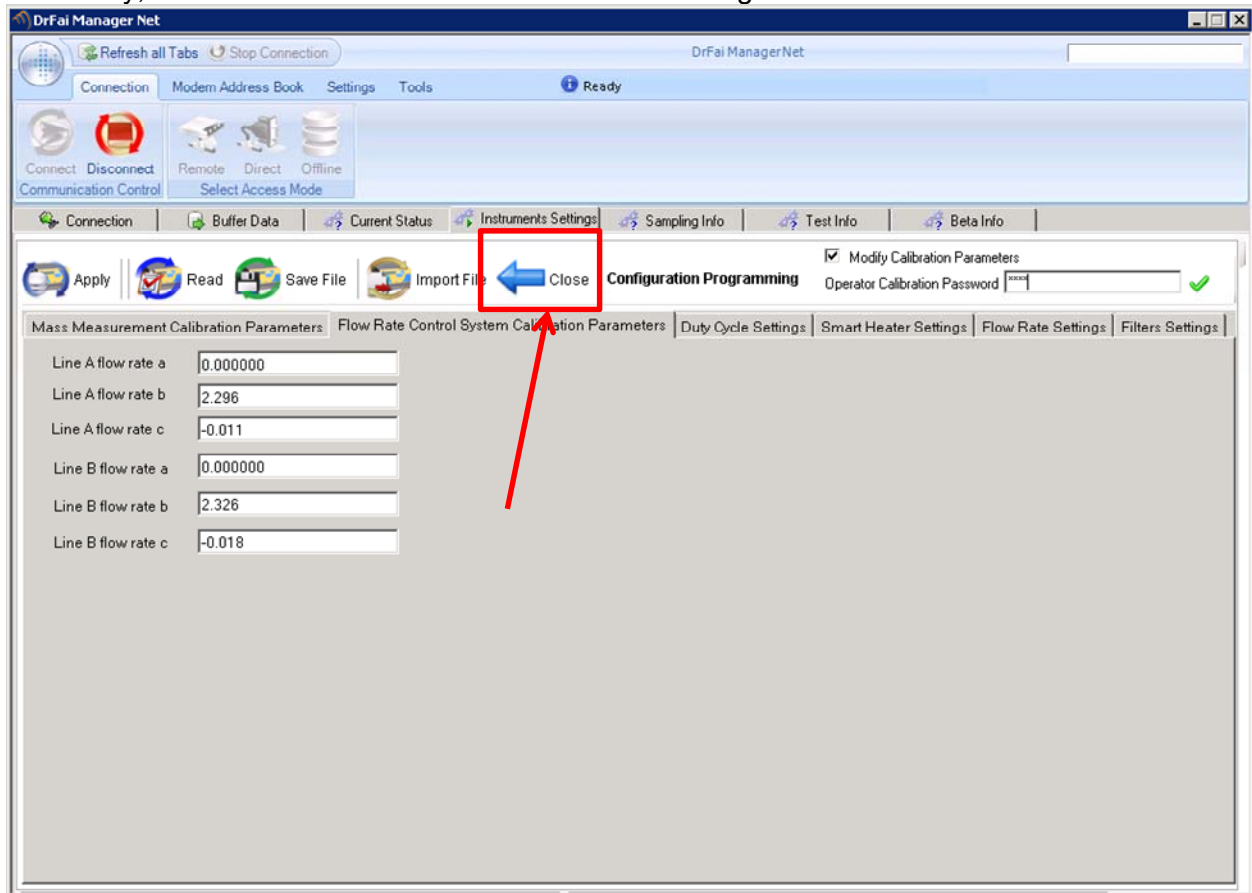 DrFai Manager Net
Refresh all Tabs Stop Connection DrFai ManagerNet
Connection Modem Address Book Settings Tools Ready
Connect Disconnect Remote Direct Offline
Communication Control Select Access Mode
Connection Buffer Data Current Status Instruments Settings Sampling Info Test Info Beta Info
Modify Calibration Parameters
Apply Read Save File Import File Close Configuration Programming
Operator Calibration Password xxxx
Mass Measurement Calibration Parameters Flow Rate Control System Calibration Parameters Duty Cycle Settings Smart Heater Settings Flow Rate Settings Filters Settings
Line A flow rate a 0.000000
Line A flow rate b 2.296
Line A flow rate c -0.011
Line B flow rate a 0.000000
Line B flow rate b 2.326
Line B flow rate c -0.018